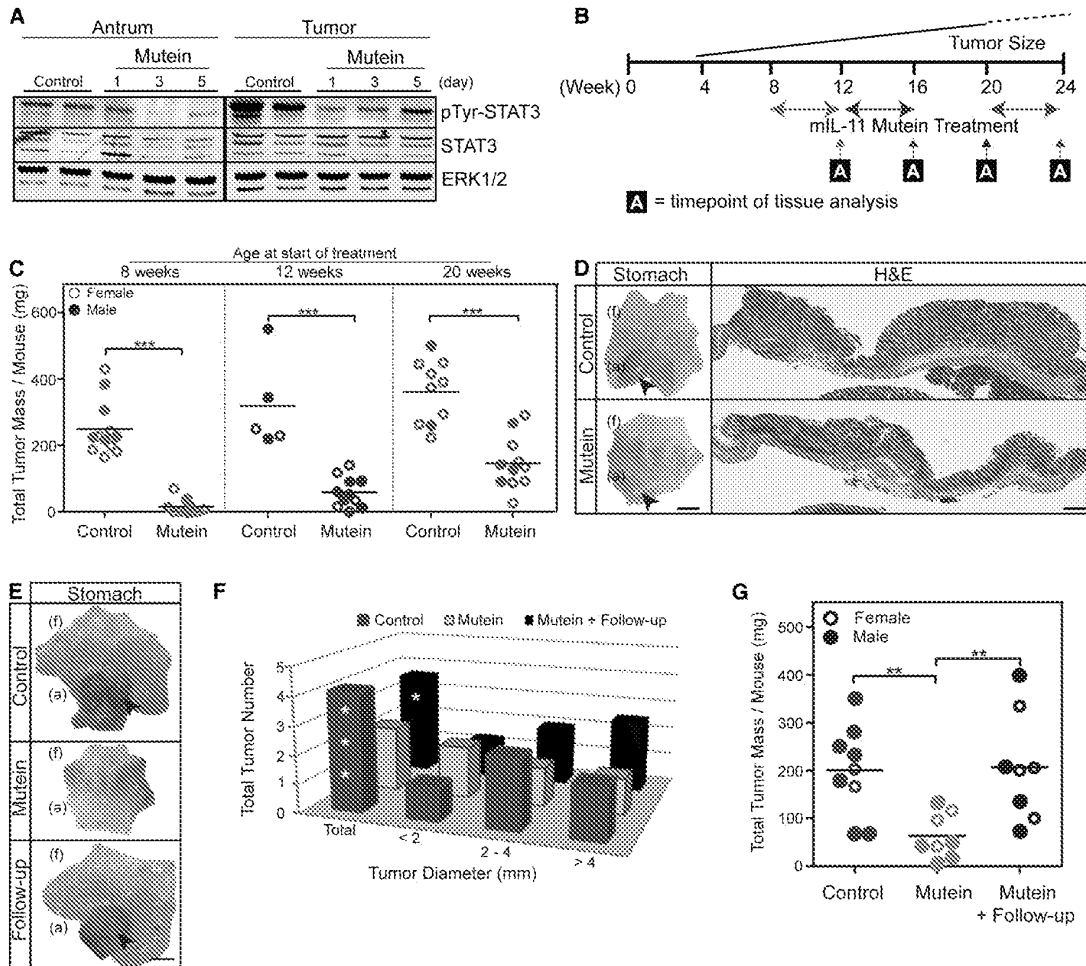 A
Antrum Tumor
Mutein Mutein
Control 1 3 5 Control 1 3 5 (day)
pTyr-STAT3
STAT3
ERK1/2
B
Tumor Size
(Week) 0 4 8 12 16 20 24
mIL-11 Mutein Treatment
A A A A
A = timepoint of tissue analysis
C
Age at start of treatment
8 weeks 12 weeks 20 weeks
Female
Male
Total Tumor Mass / Mouse (mg)
600
400
200
0
*** *** ***
Control Mutein Control Mutein Control Mutein
D
Stomach H&E
Control
(f)
(a)
Mutein
(f)
(a)
E
Stomach
Control
(f)
(a)
Mutein
(f)
(a)
Follow-up
(f)
(a)
F
Control Mutein Mutein + Follow-up
Total Tumor Number
5
4
3
2
1
0
*
*
*
*
Total < 2 2 - 4 > 4
Tumor Diameter (mm)
G
Female
Male
Total Tumor Mass / Mouse (mg)
500
400
300
200
100
0
** **
Control Mutein Mutein
+ Follow-up